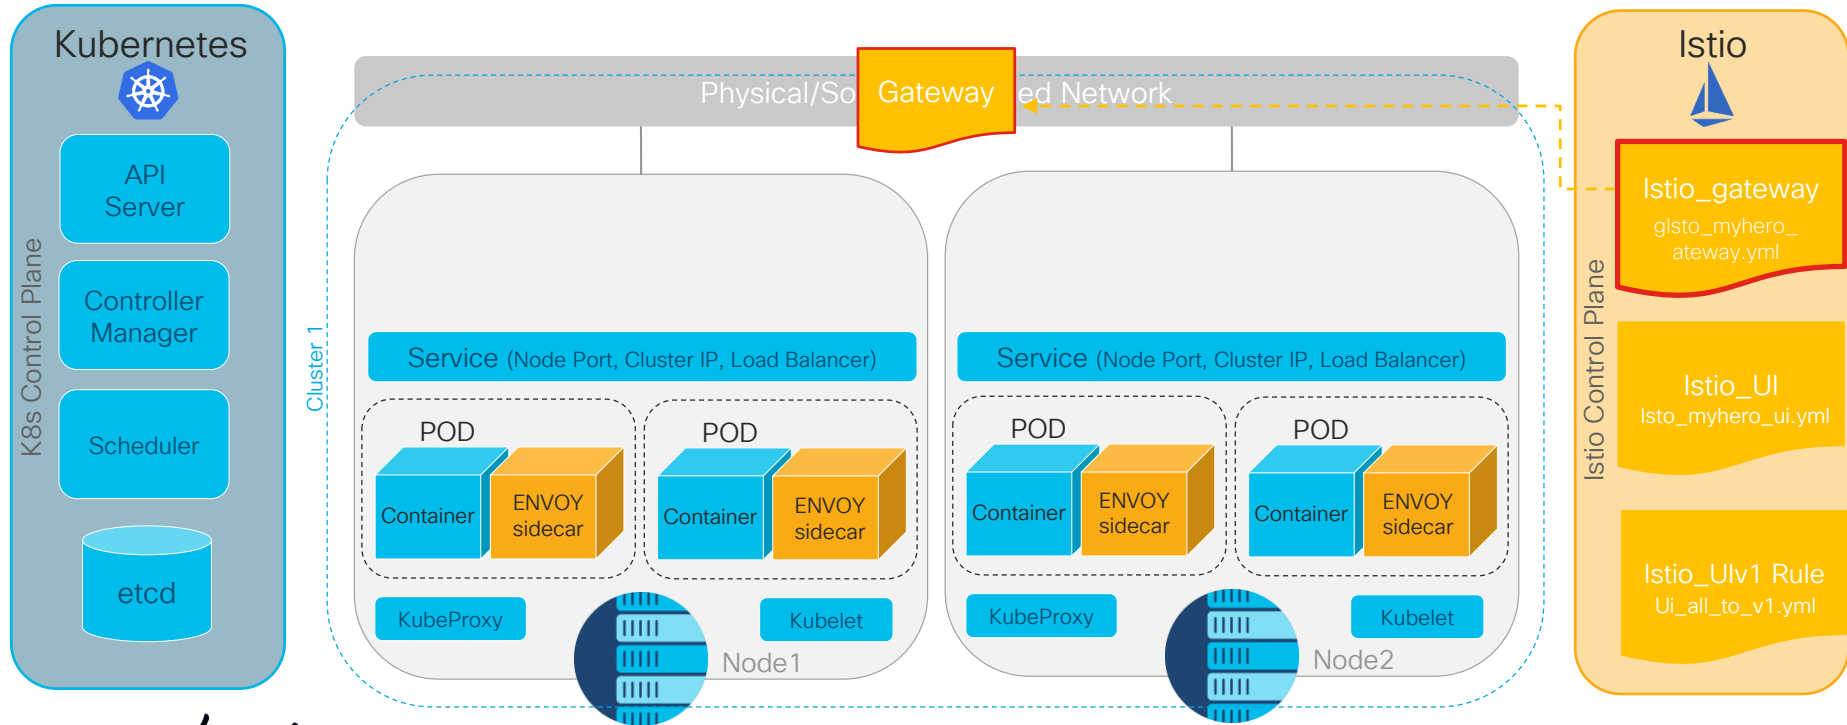 Kubernetes
K8s Control Plane
API
Server
Controller
Manager
Scheduler
etcd
Cluster 1
Physical/So
Gateway
ed Network
Service (Node Port, Cluster IP, Load Balancer)
POD
Container
ENVOY
sidecar
POD
Container
ENVOY
sidecar
KubeProxy
Kubelet
Node1
Service (Node Port, Cluster IP, Load Balancer)
POD
Container
ENVOY
sidecar
POD
Container
ENVOY
sidecar
KubeProxy
Kubelet
Node2
Istio
Istio Control Plane
Istio_gateway
gIsto_myhero_
ateway.yml
Istio_UI
Isto_myhero_ui.yml
Istio_UIv1 Rule
Ui_all_to_v1.yml